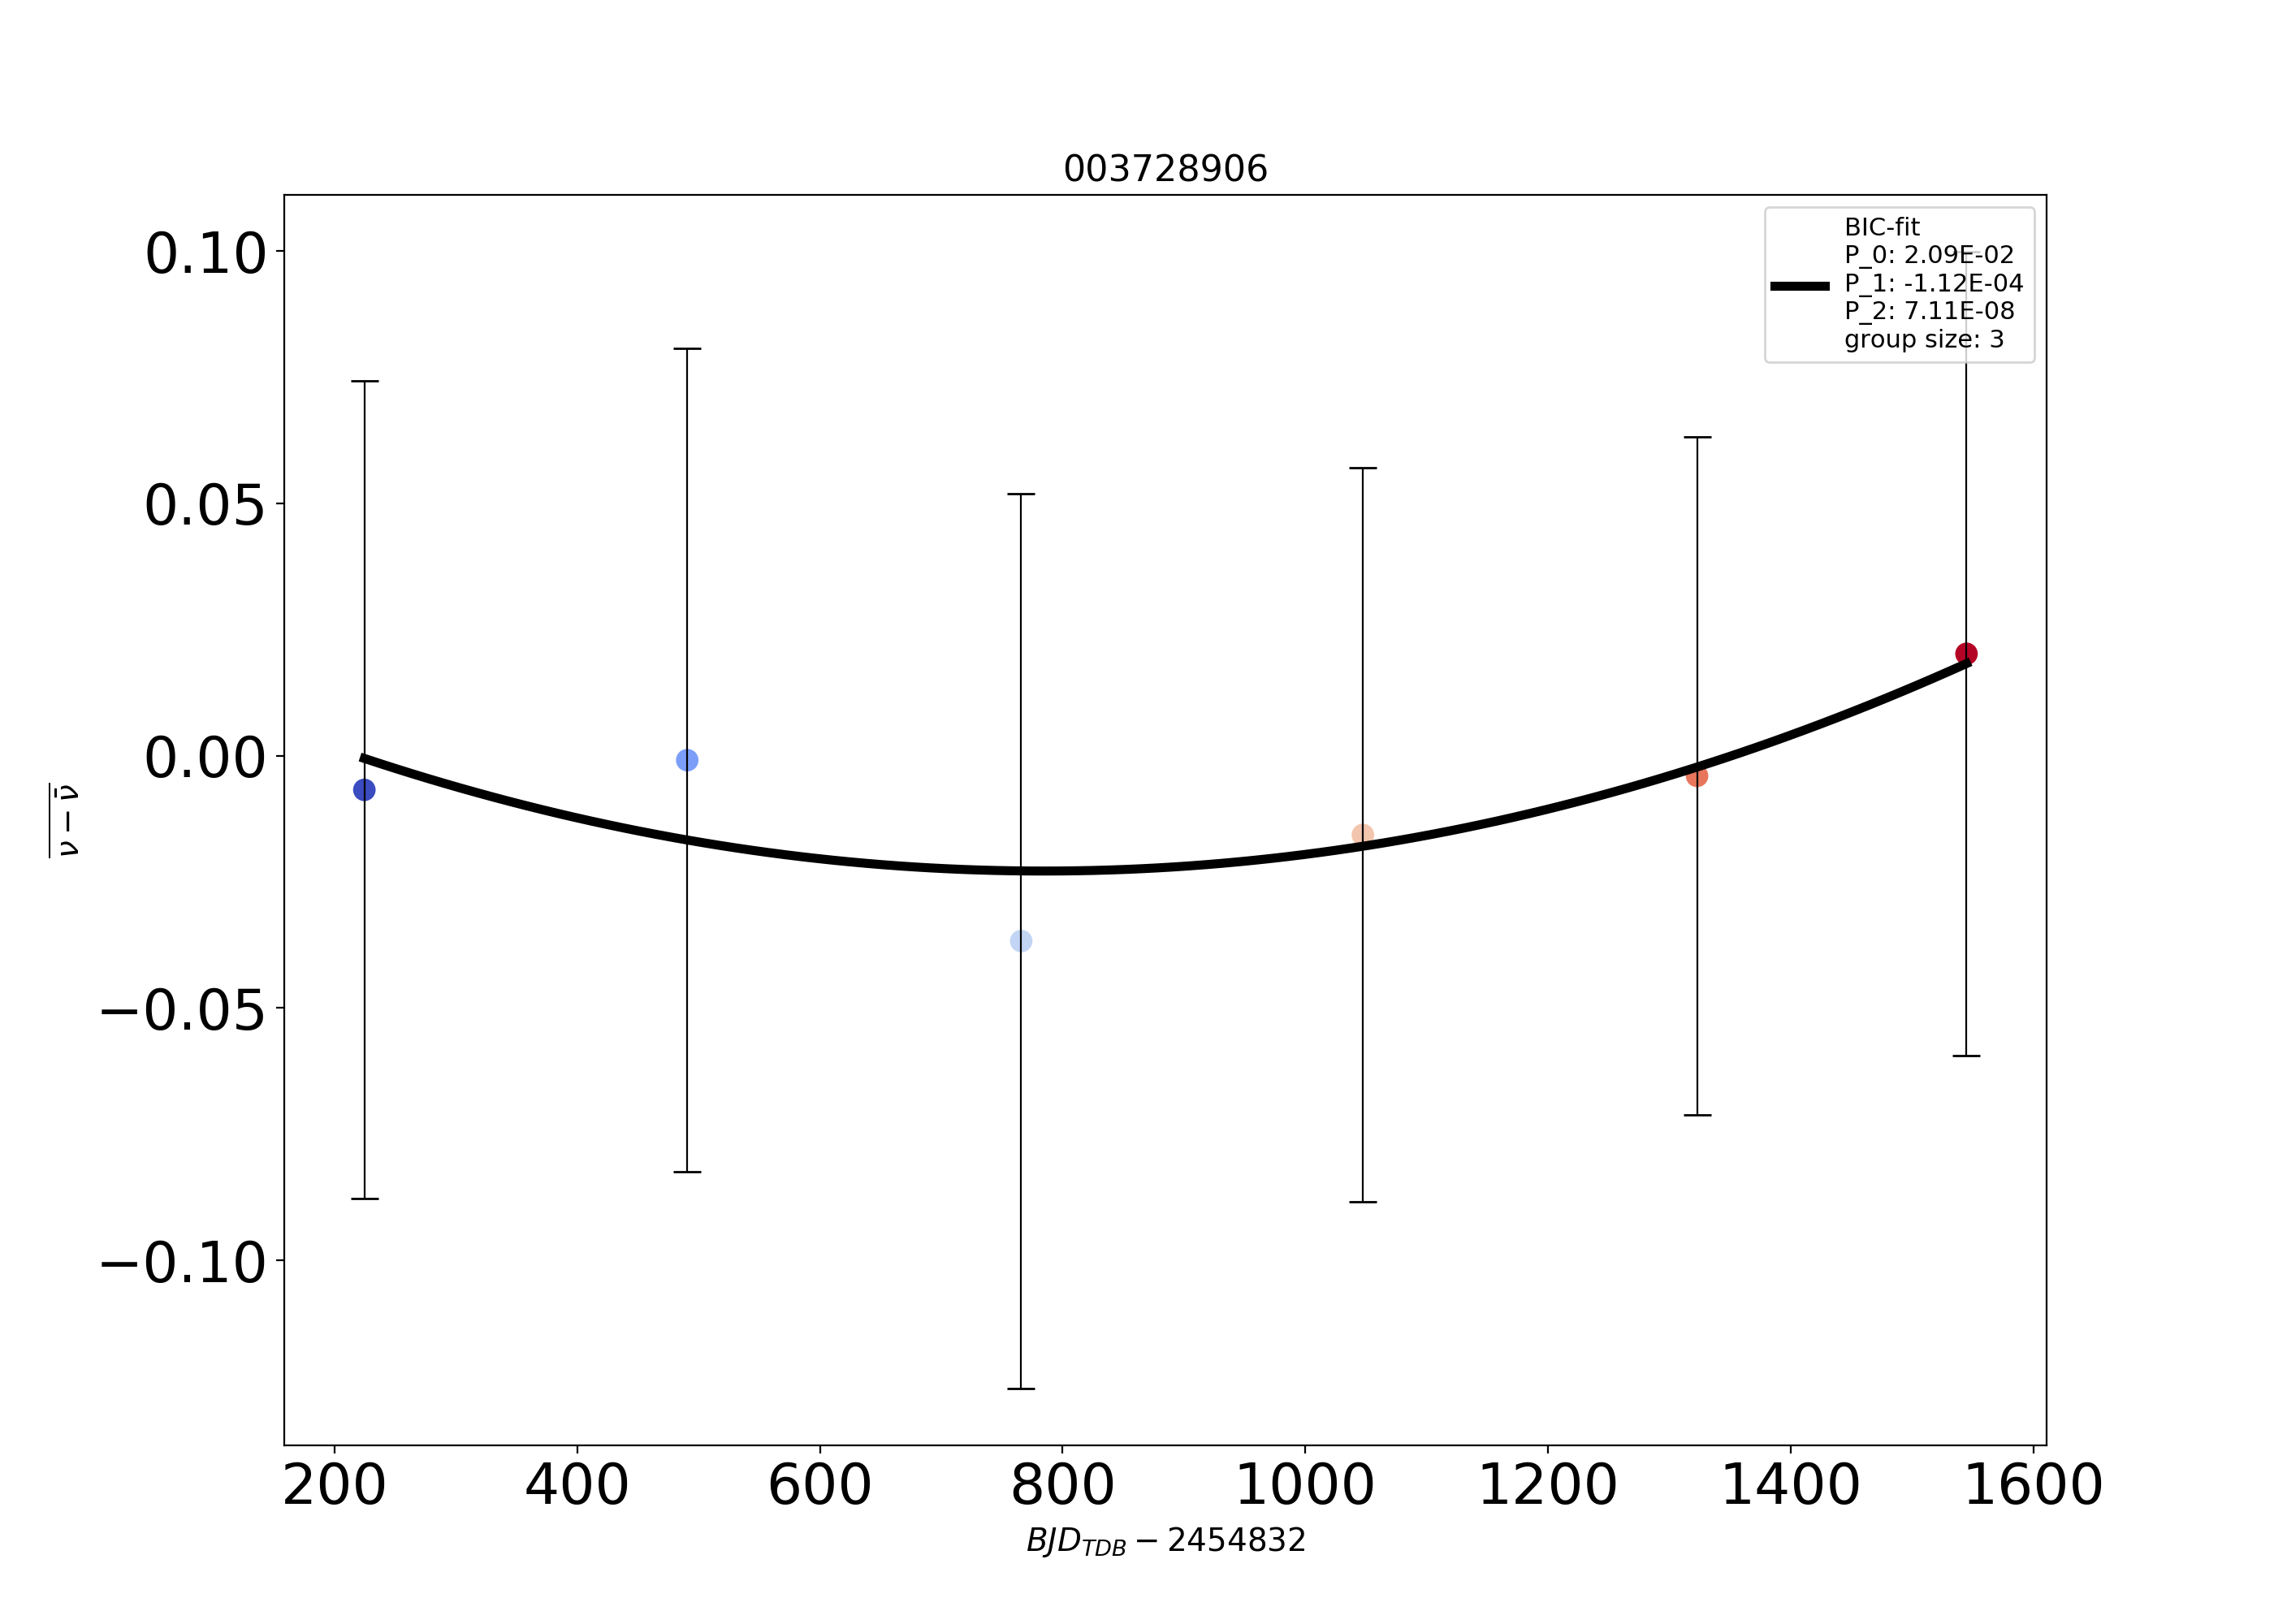 003728906
BIC-fit
P_0: 2.09E-02
P_1: -1.12E-04
P_2: 7.11E-08
group size: 3
0.10
0.05
0.00
−0.05
−0.10
ν − ν̄
200 400 600 800 1000 1200 1400 1600
BJD_TDB − 2454832